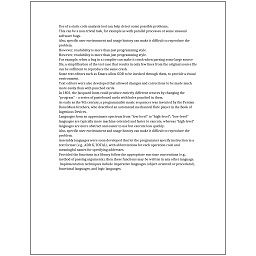 Use of a static code analysis tool can help detect some possible problems.
This can be a non-trivial task, for example as with parallel processes or some unusual
software bugs.
Also, specific user environment and usage history can make it difficult to reproduce the
problem.
However, readability is more than just programming style.
However, readability is more than just programming style.
For example, when a bug in a compiler can make it crash when parsing some large source
file, a simplification of the test case that results in only few lines from the original source file
can be sufficient to reproduce the same crash.
Some text editors such as Emacs allow GDB to be invoked through them, to provide a visual
environment.
Text editors were also developed that allowed changes and corrections to be made much
more easily than with punched cards.
In 1801, the Jacquard loom could produce entirely different weaves by changing the
"program" – a series of pasteboard cards with holes punched in them.
As early as the 9th century, a programmable music sequencer was invented by the Persian
Banu Musa brothers, who described an automated mechanical flute player in the Book of
Ingenious Devices.
Languages form an approximate spectrum from "low-level" to "high-level"; "low-level"
languages are typically more machine-oriented and faster to execute, whereas "high-level"
languages are more abstract and easier to use but execute less quickly.
Also, specific user environment and usage history can make it difficult to reproduce the
problem.
Assembly languages were soon developed that let the programmer specify instruction in a
text format (e.g., ADD X, TOTAL), with abbreviations for each operation code and
meaningful names for specifying addresses.
Provided the functions in a library follow the appropriate run-time conventions (e.g.,
method of passing arguments), then these functions may be written in any other language.
Implementation techniques include imperative languages (object-oriented or procedural),
functional languages, and logic languages.